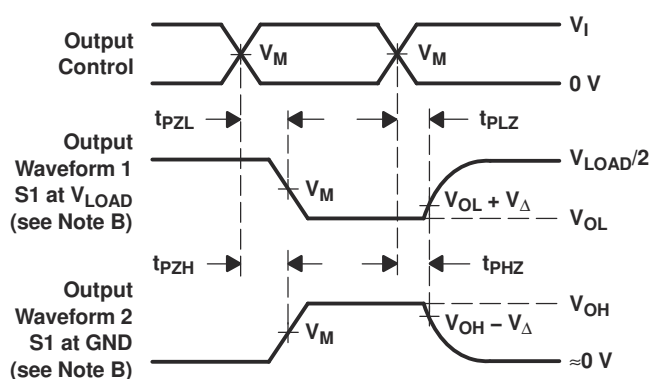 Output
Control
V_M
V_M
V_I
0 V
t_PZL
t_PLZ
Output
Waveform 1
S1 at V_LOAD
(see Note B)
V_M
V_LOAD/2
V_OL + V_Δ
V_OL
t_PZH
t_PHZ
Output
Waveform 2
S1 at GND
(see Note B)
V_M
V_OH
V_OH − V_Δ
≈0 V